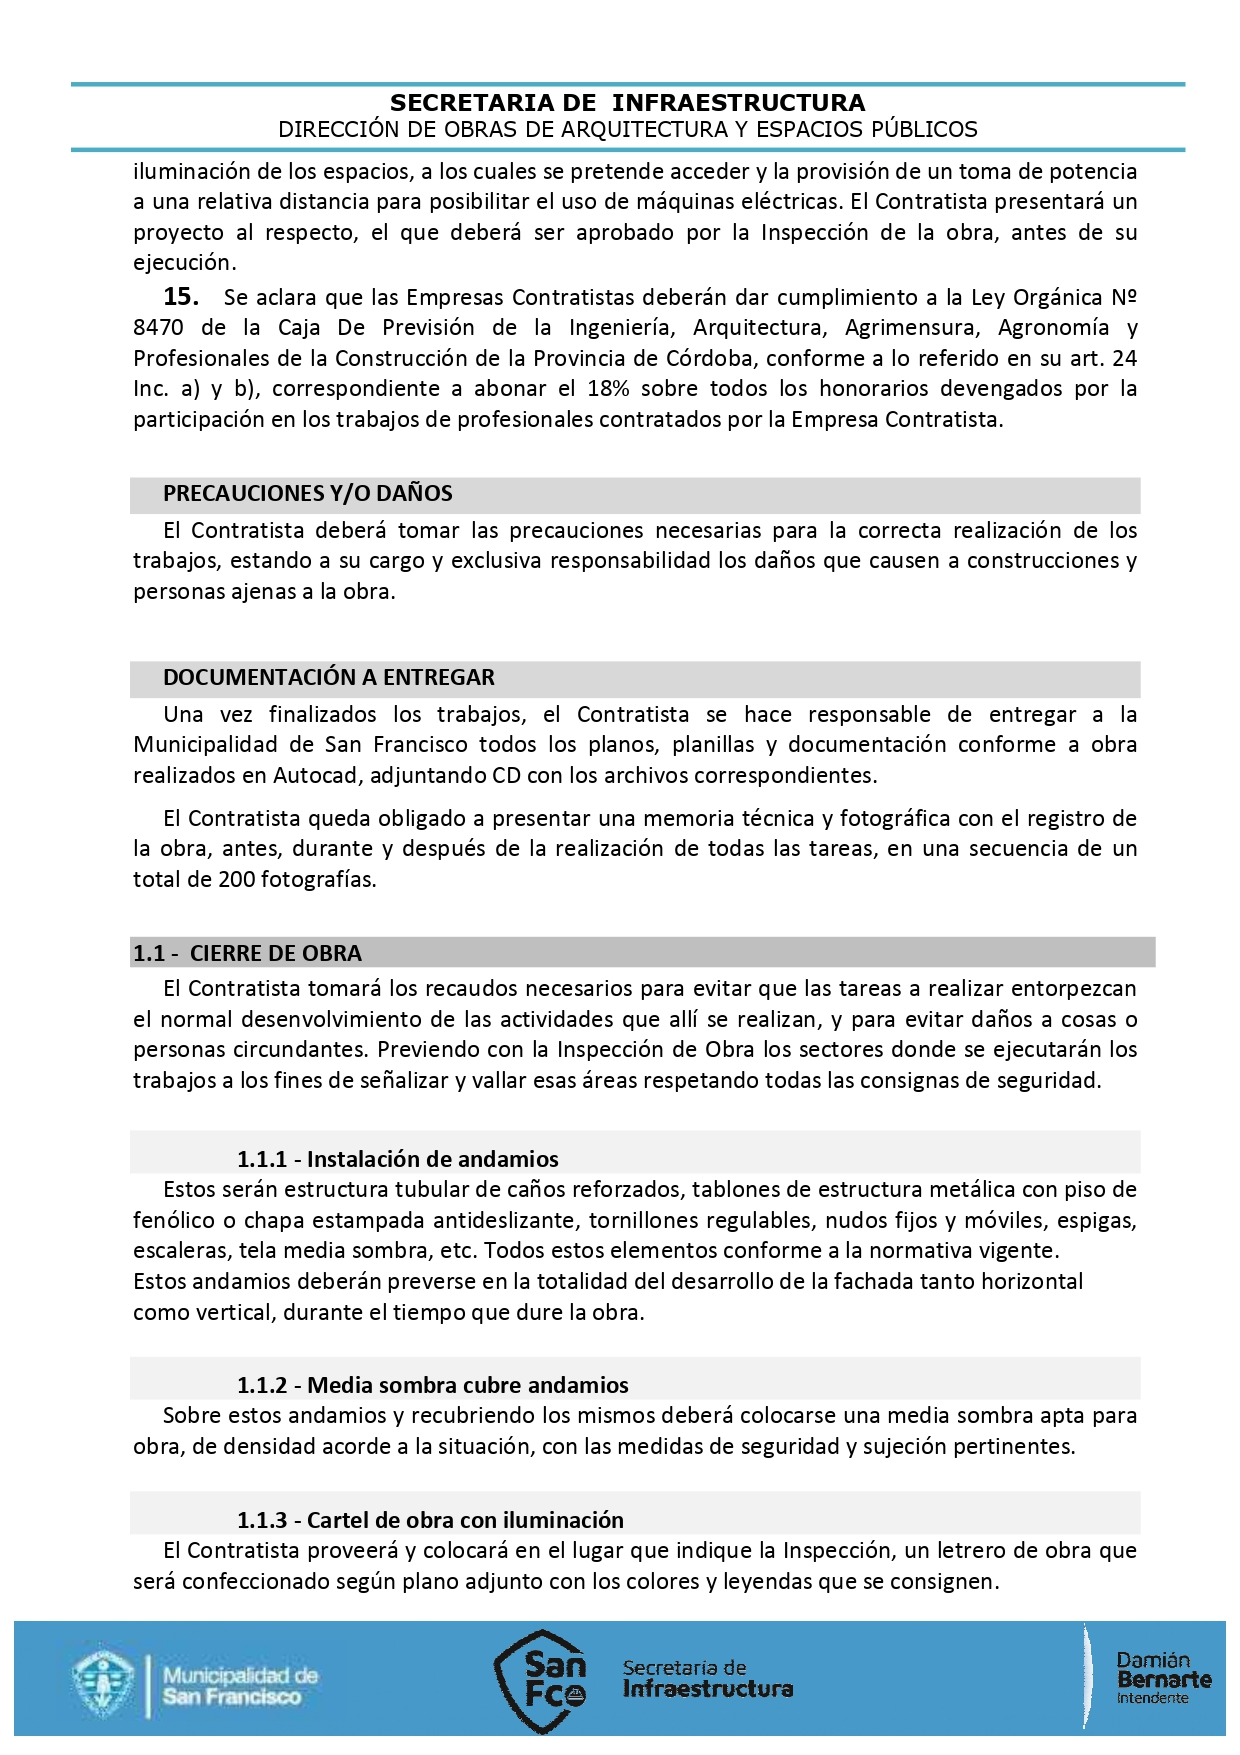 SECRETARIA DE  INFRAESTRUCTURA
DIRECCIÓN DE OBRAS DE ARQUITECTURA Y ESPACIOS PÚBLICOS
iluminación de los espacios, a los cuales se pretende acceder y la provisión de un toma de potencia
a una relativa distancia para posibilitar el uso de máquinas eléctricas. El Contratista presentará un
proyecto al respecto, el que deberá ser aprobado por la Inspección de la obra, antes de su
ejecución.
15. Se aclara que las Empresas Contratistas deberán dar cumplimiento a la Ley Orgánica Nº
8470 de la Caja De Previsión de la Ingeniería, Arquitectura, Agrimensura, Agronomía y
Profesionales de la Construcción de la Provincia de Córdoba, conforme a lo referido en su art. 24
Inc. a) y b), correspondiente a abonar el 18% sobre todos los honorarios devengados por la
participación en los trabajos de profesionales contratados por la Empresa Contratista.
PRECAUCIONES Y/O DAÑOS
El Contratista deberá tomar las precauciones necesarias para la correcta realización de los
trabajos, estando a su cargo y exclusiva responsabilidad los daños que causen a construcciones y
personas ajenas a la obra.
DOCUMENTACIÓN A ENTREGAR
Una vez finalizados los trabajos, el Contratista se hace responsable de entregar a la
Municipalidad de San Francisco todos los planos, planillas y documentación conforme a obra
realizados en Autocad, adjuntando CD con los archivos correspondientes.
El Contratista queda obligado a presentar una memoria técnica y fotográfica con el registro de
la obra, antes, durante y después de la realización de todas las tareas, en una secuencia de un
total de 200 fotografías.
1.1 -  CIERRE DE OBRA
El Contratista tomará los recaudos necesarios para evitar que las tareas a realizar entorpezcan
el normal desenvolvimiento de las actividades que allí se realizan, y para evitar daños a cosas o
personas circundantes. Previendo con la Inspección de Obra los sectores donde se ejecutarán los
trabajos a los fines de señalizar y vallar esas áreas respetando todas las consignas de seguridad.
1.1.1 - Instalación de andamios
Estos serán estructura tubular de caños reforzados, tablones de estructura metálica con piso de
fenólico o chapa estampada antideslizante, tornillones regulables, nudos fijos y móviles, espigas,
escaleras, tela media sombra, etc. Todos estos elementos conforme a la normativa vigente.
Estos andamios deberán preverse en la totalidad del desarrollo de la fachada tanto horizontal
como vertical, durante el tiempo que dure la obra.
1.1.2 - Media sombra cubre andamios
Sobre estos andamios y recubriendo los mismos deberá colocarse una media sombra apta para
obra, de densidad acorde a la situación, con las medidas de seguridad y sujeción pertinentes.
1.1.3 - Cartel de obra con iluminación
El Contratista proveerá y colocará en el lugar que indique la Inspección, un letrero de obra que
será confeccionado según plano adjunto con los colores y leyendas que se consignen.
Municipalidad de
San Francisco
San
Fco
Secretaría de
Infraestructura
Damián
Bernarte
Intendente